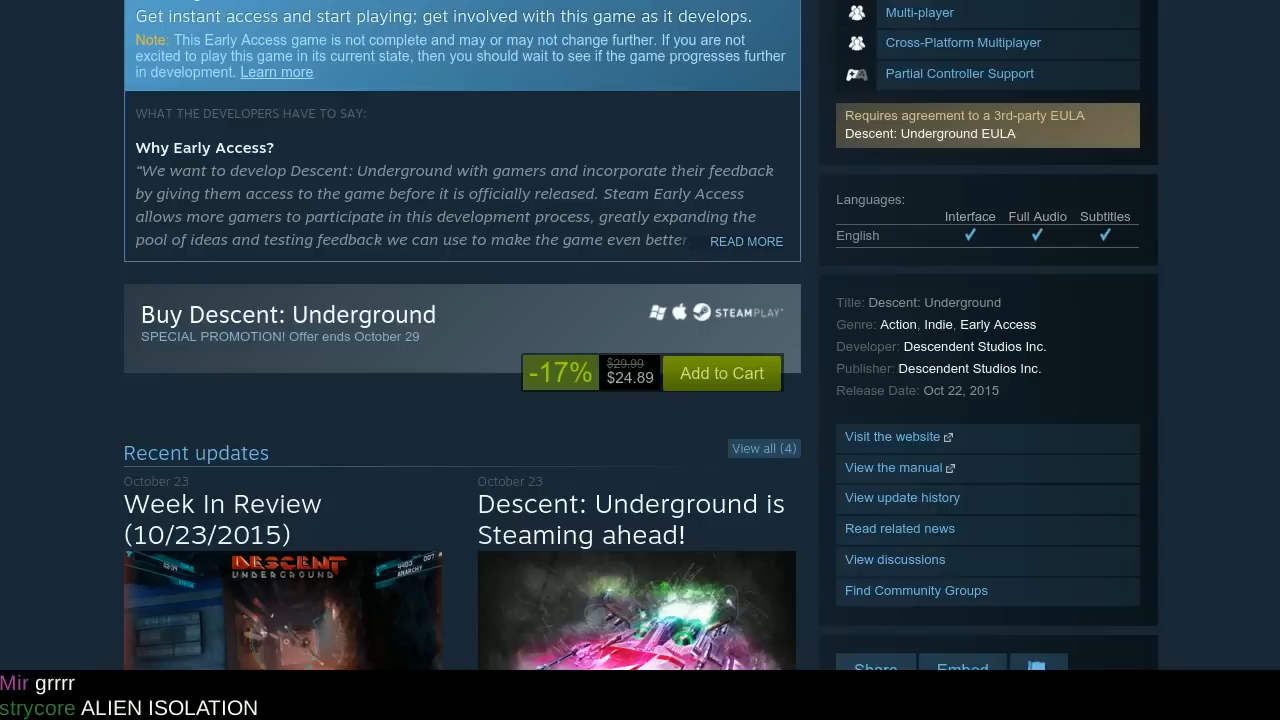 Get instant access and start playing; get involved with this game as it develops.
Note: This Early Access game is not complete and may or may not change further. If you are not
excited to play this game in its current state, then you should wait to see if the game progresses further
in development. Learn more
WHAT THE DEVELOPERS HAVE TO SAY:
Why Early Access?
“We want to develop Descent: Underground with gamers and incorporate their feedback
by giving them access to the game before it is officially released. Steam Early Access
allows more gamers to participate in this development process, greatly expanding the
pool of ideas and testing feedback we can use to make the game even better
READ MORE
Buy Descent: Underground
STEAMPLAY
SPECIAL PROMOTION! Offer ends October 29
-17%
$29.99
$24.89
Add to Cart
Recent updates
View all (4)
October 23
Week In Review
(10/23/2015)
DESCENT
UNDERGROUND
ANARCHY
October 23
Descent: Underground is
Steaming ahead!
Multi-player
Cross-Platform Multiplayer
Partial Controller Support
Requires agreement to a 3rd-party EULA
Descent: Underground EULA
Languages:
Interface Full Audio Subtitles
English
Title: Descent: Underground
Genre: Action, Indie, Early Access
Developer: Descendent Studios Inc.
Publisher: Descendent Studios Inc.
Release Date: Oct 22, 2015
Visit the website
View the manual
View update history
Read related news
View discussions
Find Community Groups
Share
Embed
Mir grrrr
strycore ALIEN ISOLATION